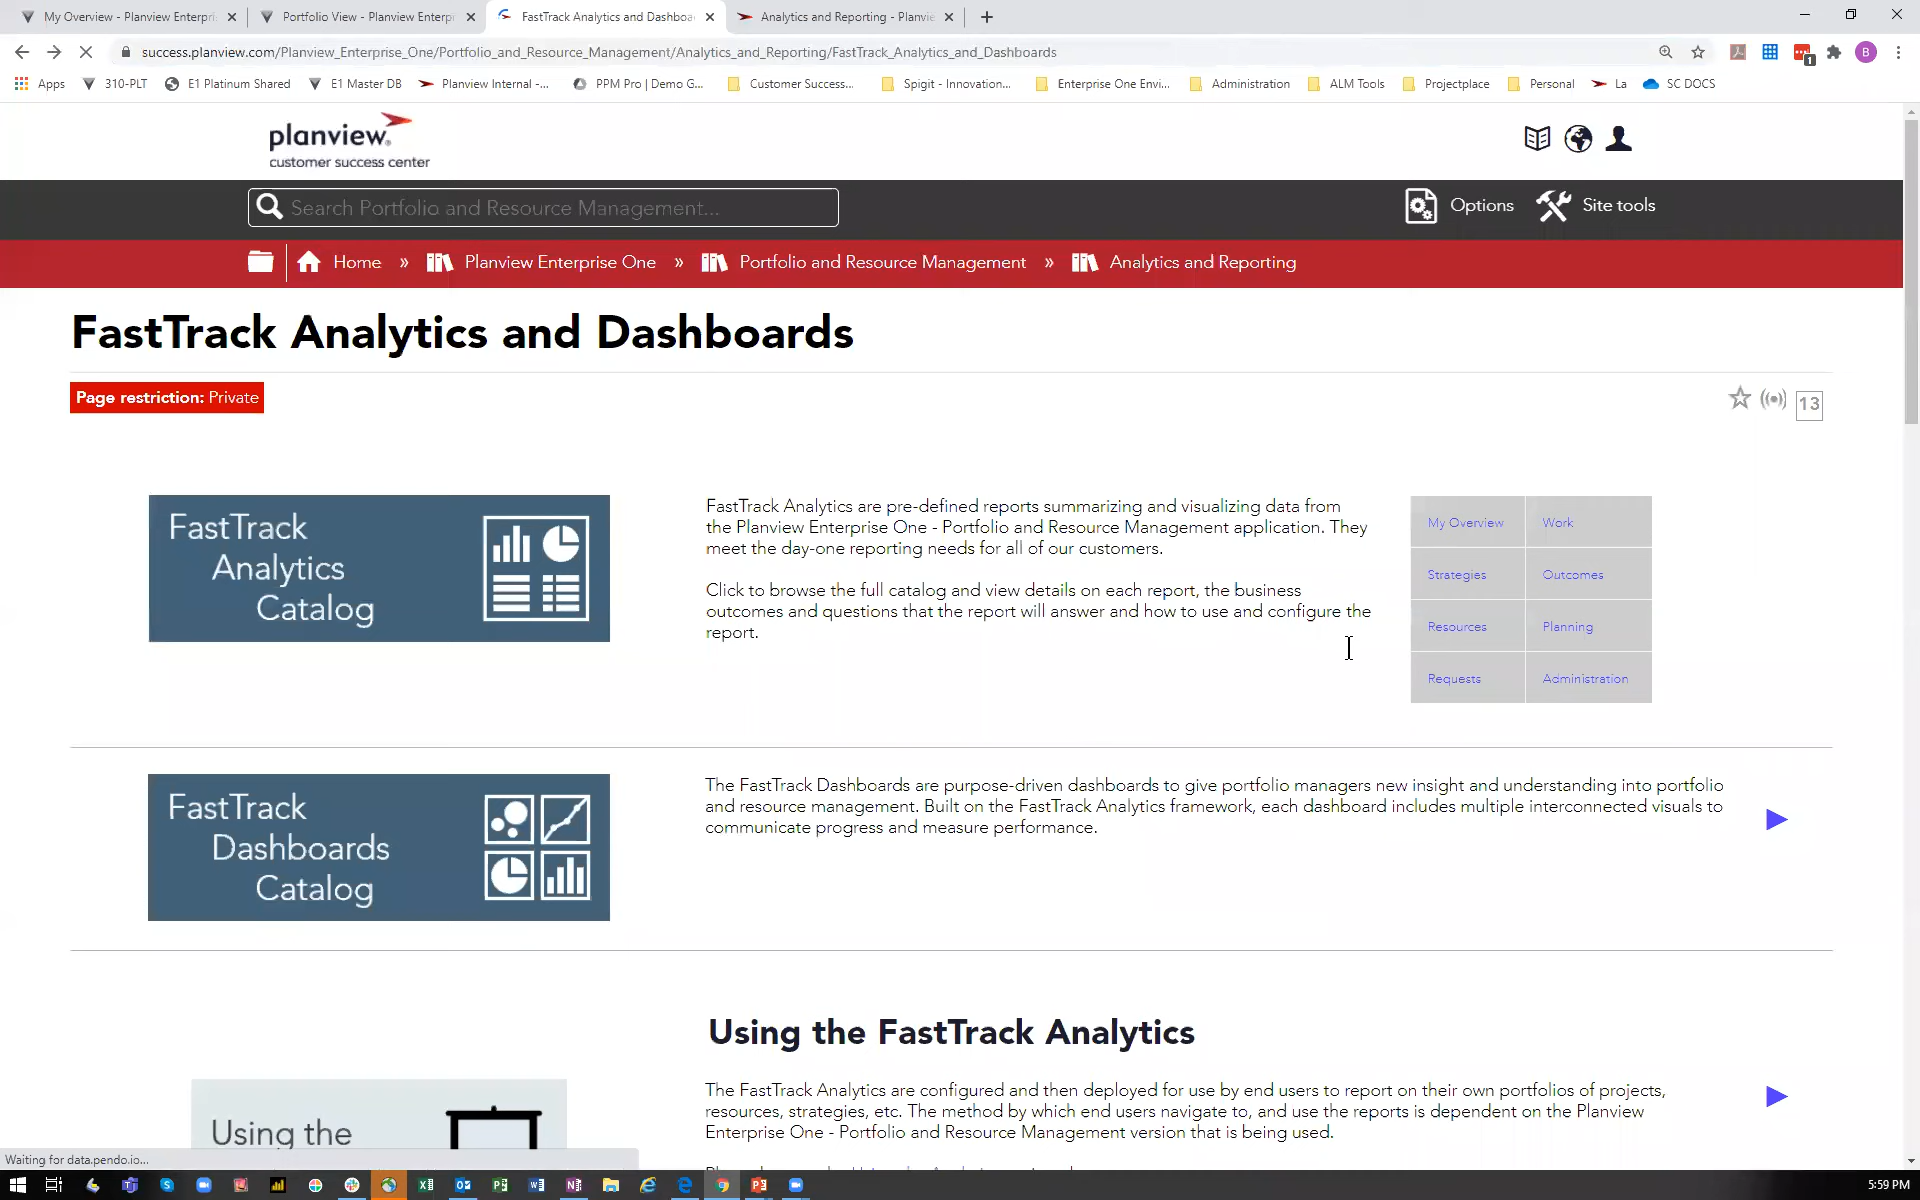 My Overview - Planview Enterpri
Portfolio View - Planview Enterp
FastTrack Analytics and Dashboa
Analytics and Reporting - Planvie
success.planview.com/Planview_Enterprise_One/Portfolio_and_Resource_Management/Analytics_and_Reporting/FastTrack_Analytics_and_Dashboards
1
B
Apps
310-PLT
E1 Platinum Shared
E1 Master DB
Planview Internal -...
PPM Pro | Demo G...
Customer Success...
Spigit - Innovation...
Enterprise One Envi...
Administration
ALM Tools
Projectplace
Personal
La
SC DOCS
planview
customer success center
Search Portfolio and Resource Management...
Options
Site tools
Home » Planview Enterprise One » Portfolio and Resource Management » Analytics and Reporting
FastTrack Analytics and Dashboards
Page restriction: Private
13
FastTrack
Analytics
Catalog
FastTrack Analytics are pre-defined reports summarizing and visualizing data from
the Planview Enterprise One - Portfolio and Resource Management application. They
meet the day-one reporting needs for all of our customers.
Click to browse the full catalog and view details on each report, the business
outcomes and questions that the report will answer and how to use and configure the
report.
My Overview
Work
Strategies
Outcomes
Resources
Planning
Requests
Administration
FastTrack
Dashboards
Catalog
The FastTrack Dashboards are purpose-driven dashboards to give portfolio managers new insight and understanding into portfolio
and resource management. Built on the FastTrack Analytics framework, each dashboard includes multiple interconnected visuals to
communicate progress and measure performance.
Using the FastTrack Analytics
Using the
The FastTrack Analytics are configured and then deployed for use by end users to report on their own portfolios of projects,
resources, strategies, etc. The method by which end users navigate to, and use the reports is dependent on the Planview
Enterprise One - Portfolio and Resource Management version that is being used.
Waiting for data.pendo.io...
5:59 PM